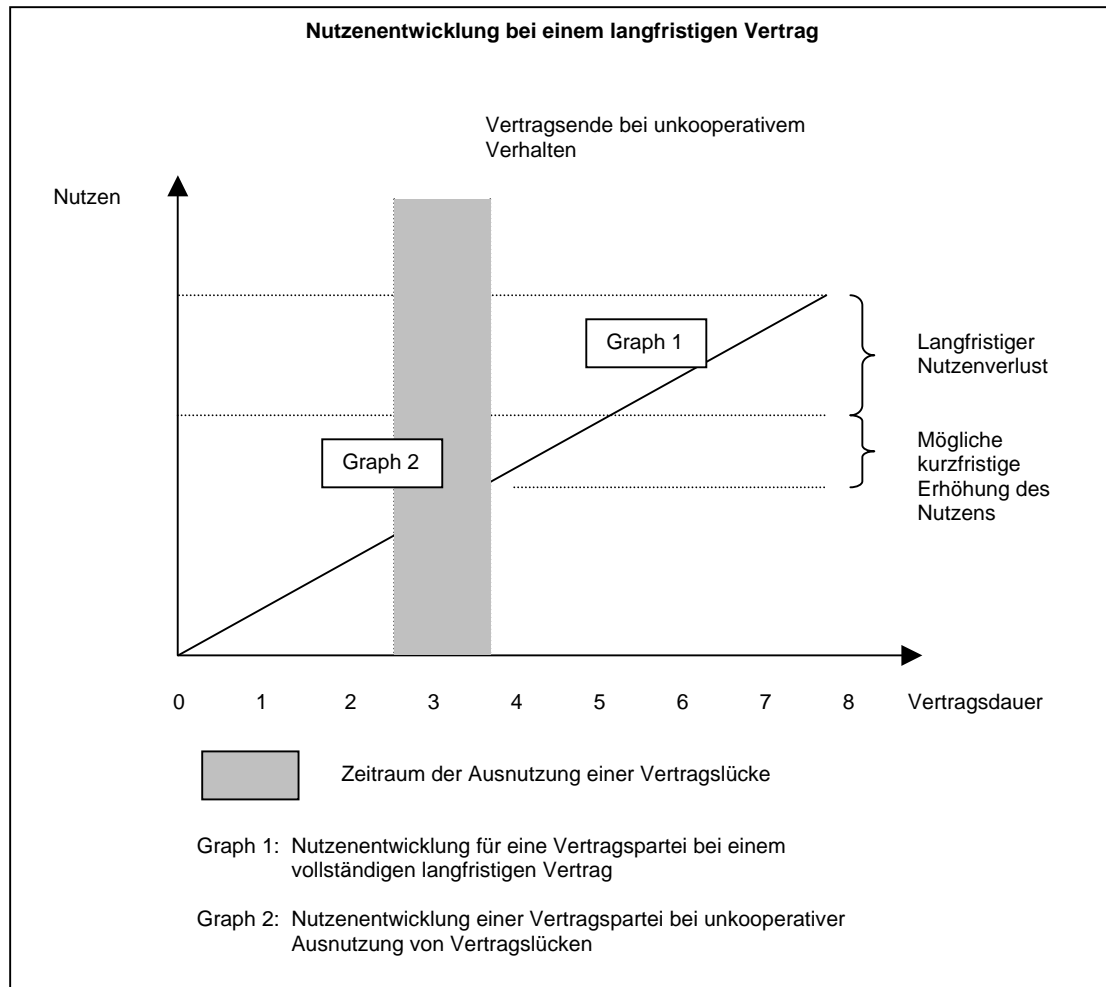 Nutzenentwicklung bei einem langfristigen Vertrag
Vertragsende bei unkooperativem
Verhalten
Nutzen
Graph 1
Langfristiger
Nutzenverlust
Graph 2
Mögliche
kurzfristige
Erhöhung des
Nutzens
0 1 2 3 4 5 6 7 8 Vertragsdauer
Zeitraum der Ausnutzung einer Vertragslücke
Graph 1: Nutzenentwicklung für eine Vertragspartei bei einem
vollständigen langfristigen Vertrag
Graph 2: Nutzenentwicklung einer Vertragspartei bei unkooperativer
Ausnutzung von Vertragslücken